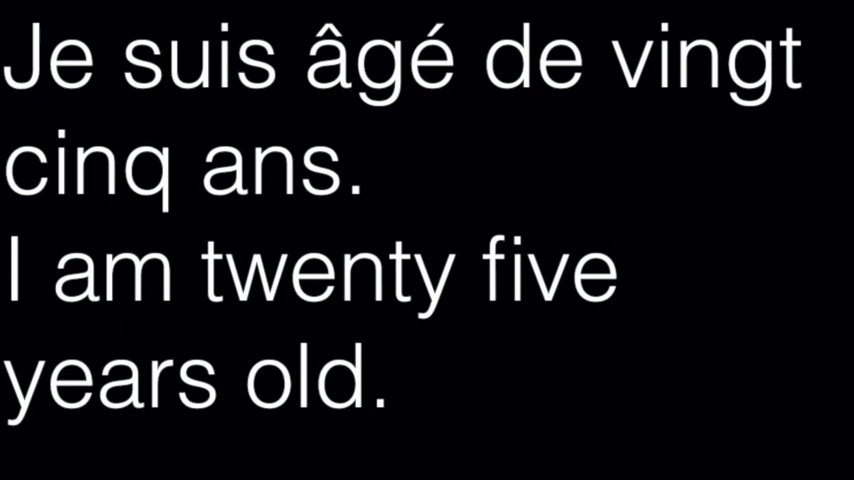 Je suis âgé de vingt
cinq ans.
I am twenty five
years old.